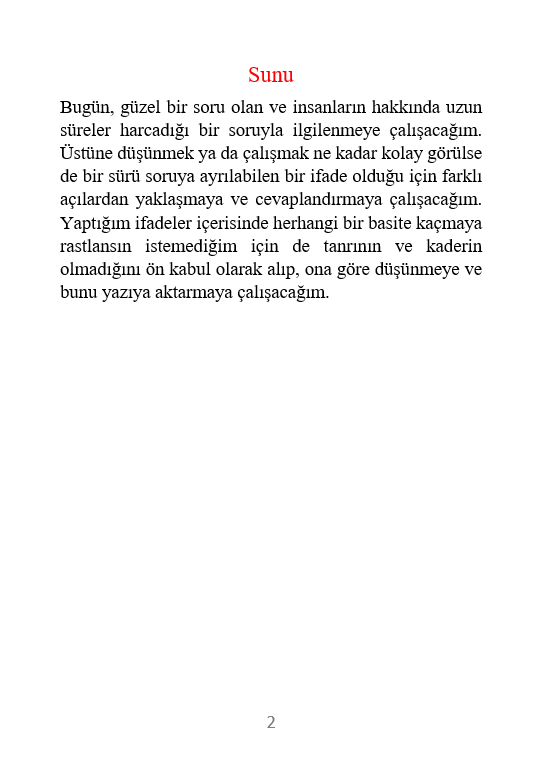 Sunu
Bugün, güzel bir soru olan ve insanların hakkında uzun
süreler harcadığı bir soruyla ilgilenmeye çalışacağım.
Üstüne düşünmek ya da çalışmak ne kadar kolay görülse
de bir sürü soruya ayrılabilen bir ifade olduğu için farklı
açılardan yaklaşmaya ve cevaplandırmaya çalışacağım.
Yaptığım ifadeler içerisinde herhangi bir basite kaçmaya
rastlansın istemediğim için de tanrının ve kaderin
olmadığını ön kabul olarak alıp, ona göre düşünmeye ve
bunu yazıya aktarmaya çalışacağım.
2